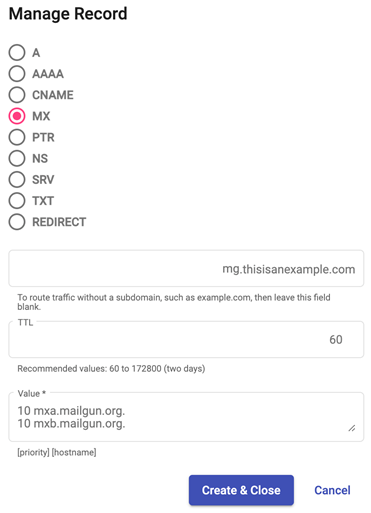 Manage Record
A
AAAA
CNAME
MX
PTR
NS
SRV
TXT
REDIRECT
mg.thisisanexample.com
To route traffic without a subdomain, such as example.com, then leave this field
blank.
TTL
60
Recommended values: 60 to 172800 (two days)
Value *
10 mxa.mailgun.org.
10 mxb.mailgun.org.
[priority] [hostname]
Create & Close Cancel